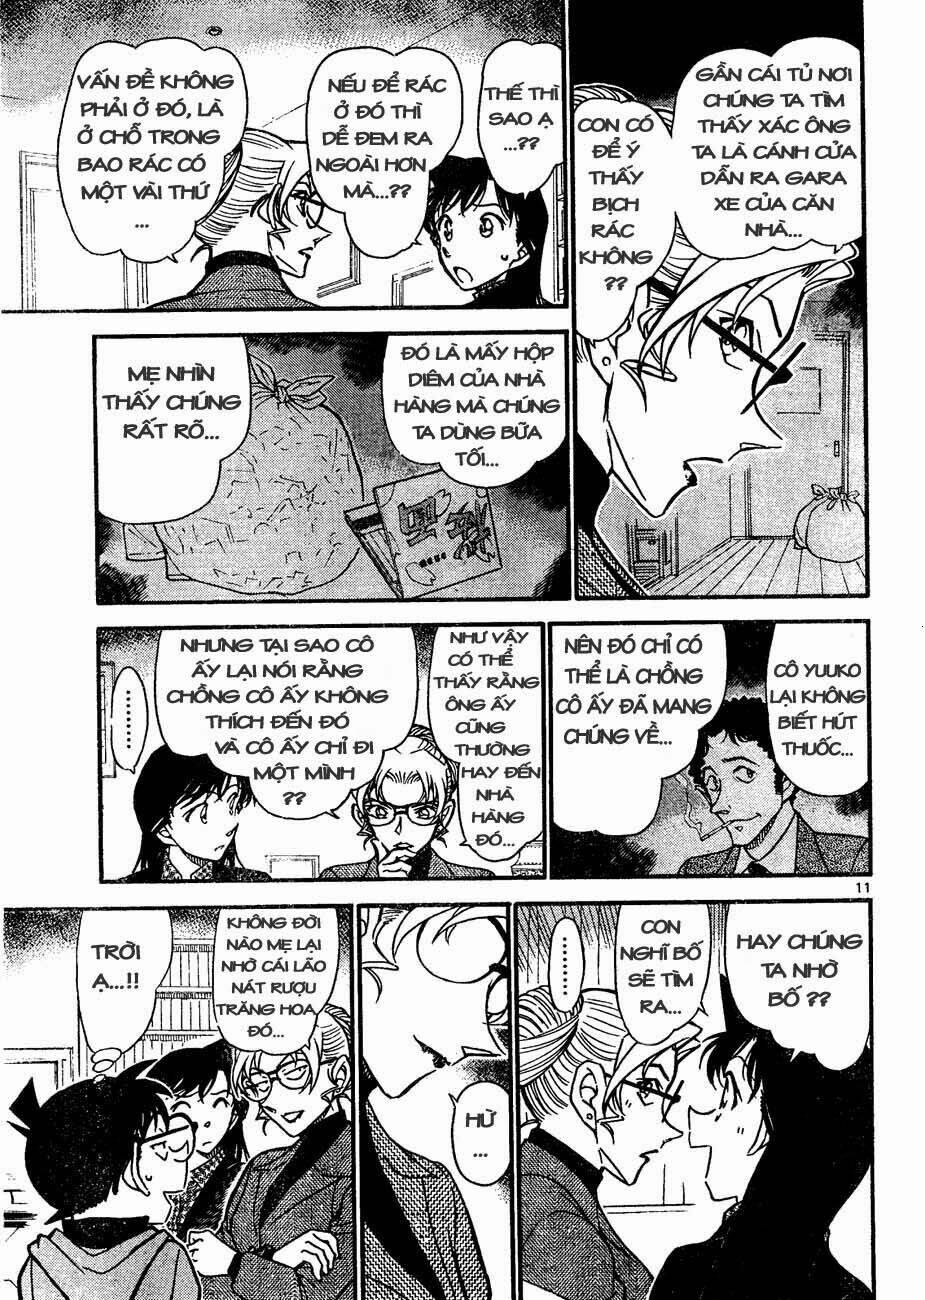 GẦN CÁI TỦ NƠI
CHÚNG TA TÌM
THẤY XÁC ÔNG
TA LÀ CÁNH CỬA
DẪN RA GARA
XE CỦA CĂN
NHÀ...
CON CÓ
ĐỂ Ý
THẤY
BỊCH
RÁC
KHÔNG
??
THẾ THÌ
SAO Ạ
...??
NẾU ĐỂ RÁC
Ở ĐÓ THÌ
DỄ ĐEM RA
NGOÀI HƠN
MÀ...??
VẤN ĐỀ KHÔNG
PHẢI Ở ĐÓ, LÀ
Ở CHỖ TRONG
BAO RÁC CÓ
MỘT VÀI THỨ
...
ĐÓ LÀ MẤY HỘP
DIÊM CỦA NHÀ
HÀNG MÀ CHÚNG
TA DÙNG BỮA
TỐI...
MẸ NHÌN
THẤY CHÚNG
RẤT RÕ...
CÔ YUUKO
LẠI KHÔNG
BIẾT HÚT
THUỐC...
NÊN ĐÓ CHỈ CÓ
THỂ LÀ CHỒNG
CÔ ẤY ĐÃ MANG
CHÚNG VỀ...
NHƯ VẬY
CÓ THỂ
THẤY RẰNG
ÔNG ẤY
CŨNG
THƯỜNG
HAY ĐẾN
NHÀ
HÀNG
ĐÓ...
NHƯNG TẠI SAO CÔ
ẤY LẠI NÓI RẰNG
CHỒNG CÔ ẤY KHÔNG
THÍCH ĐẾN ĐÓ
VÀ CÔ ẤY CHỈ ĐI
MỘT MÌNH
??
........
11
HAY CHÚNG
TA NHỜ
BỐ ??
CON
NGHĨ BỐ
SẼ TÌM
RA...
........
HỪ
...
KHÔNG ĐỜI
NÀO MẸ LẠI
NHỜ CÁI LÃO
NÁT RƯỢU
TRĂNG HOA
ĐÓ...
TRỜI
Ạ...!!